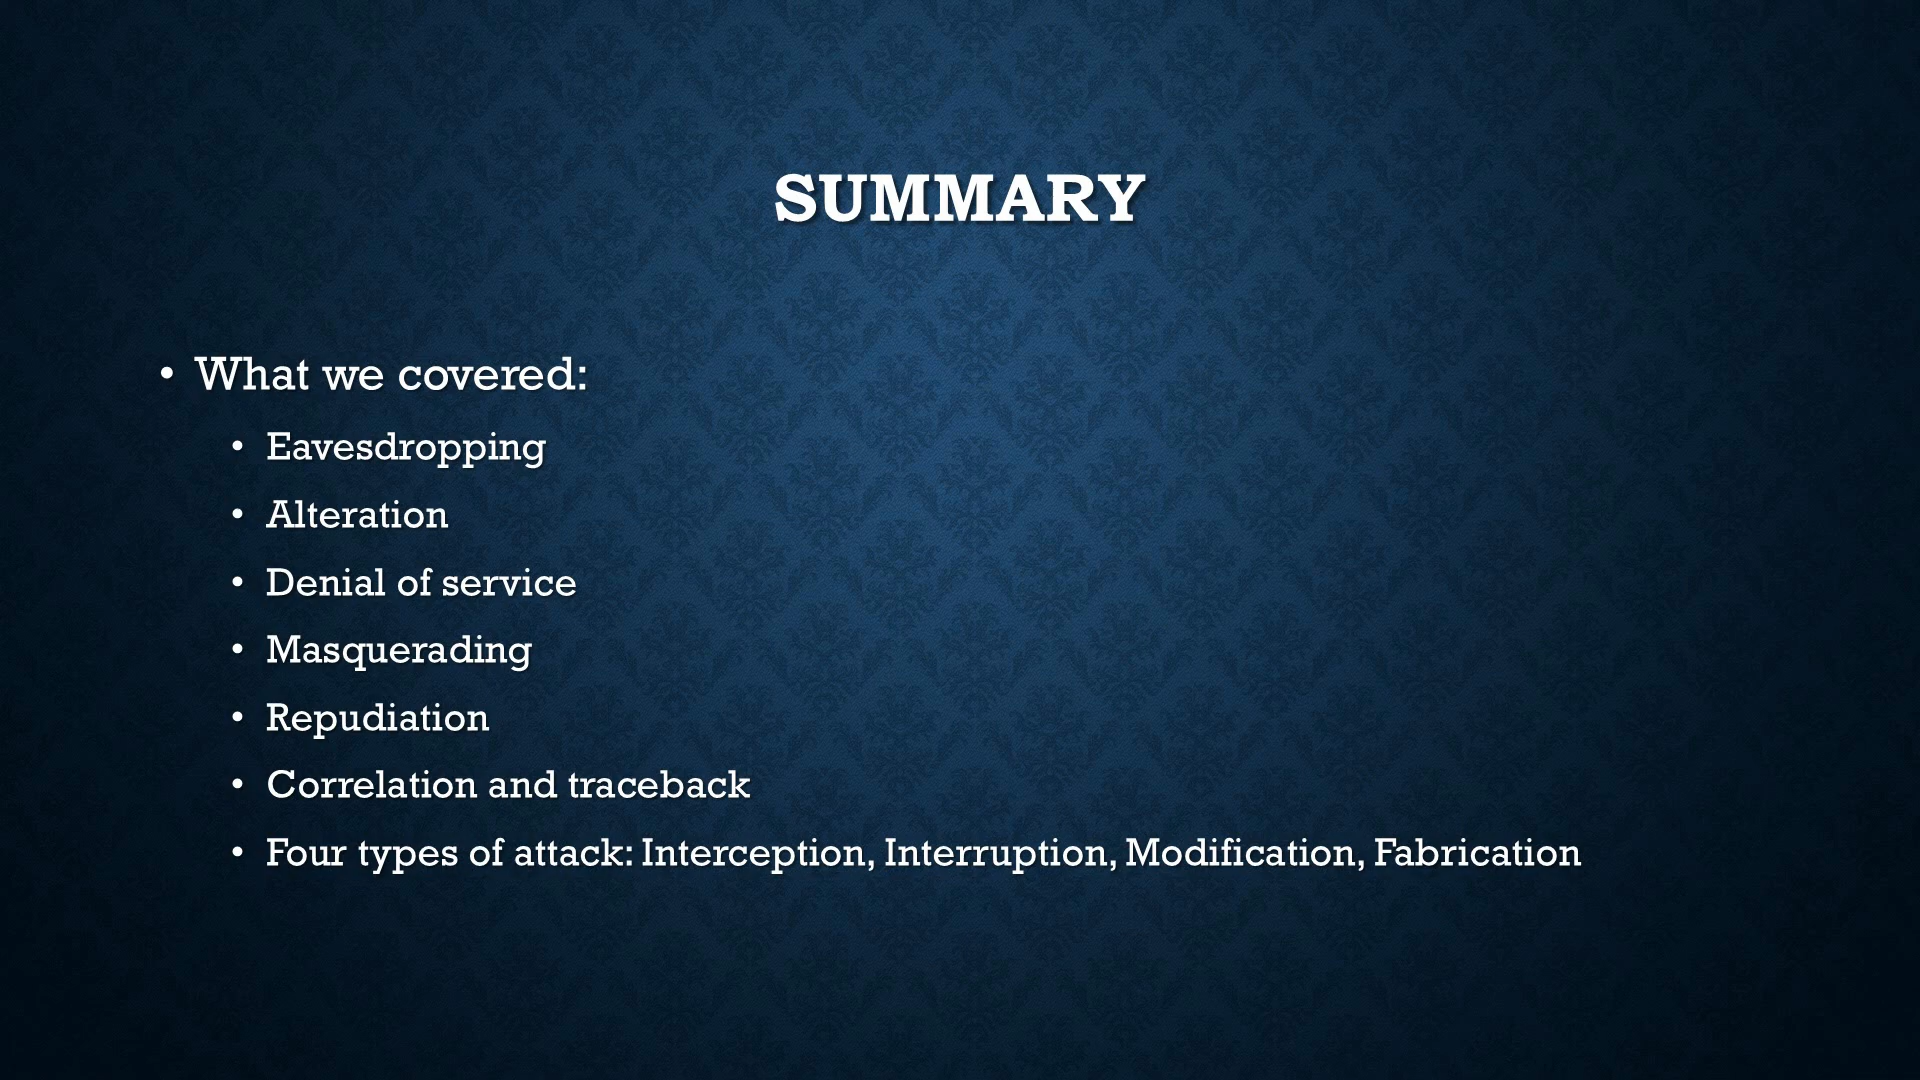 SUMMARY
• What we covered:
• Eavesdropping
• Alteration
• Denial of service
• Masquerading
• Repudiation
• Correlation and traceback
• Four types of attack: Interception, Interruption, Modification, Fabrication